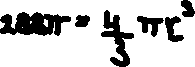 288π = 4/3 πr³